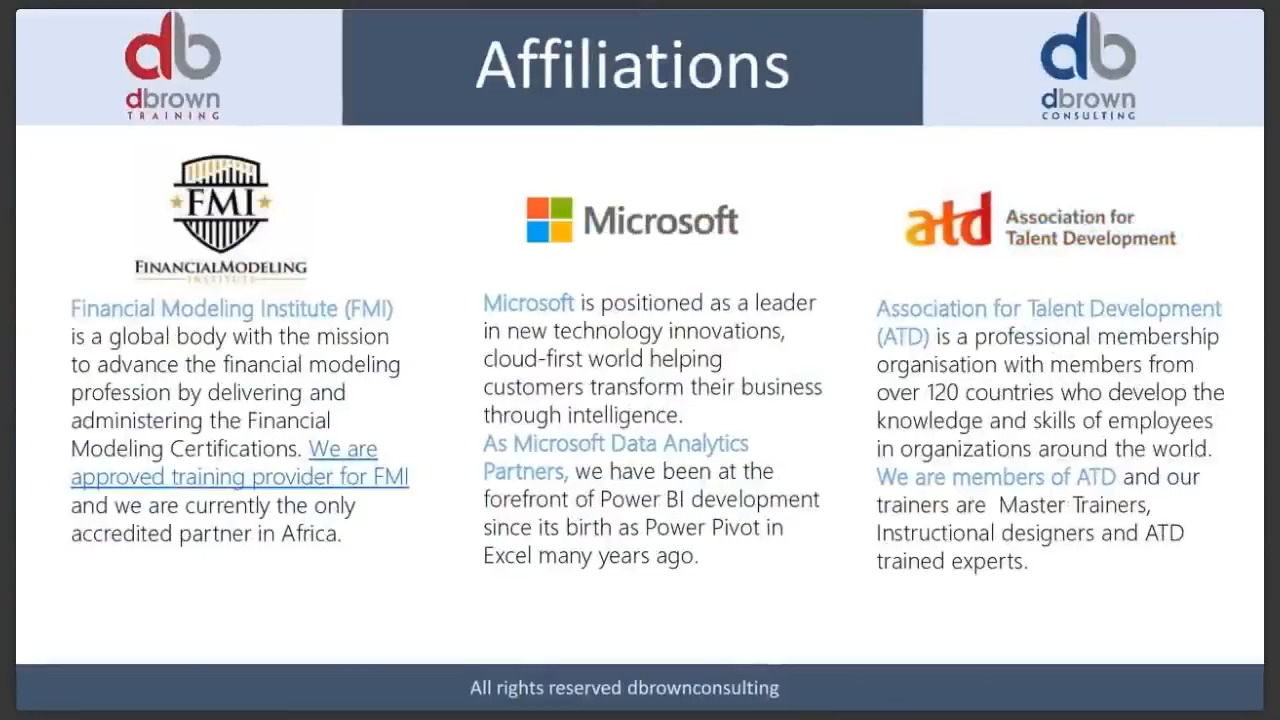 db
dbrown
TRAINING
Affiliations
db
dbrown
CONSULTING
FMI
FINANCIALMODELING
INSTITUTE
Financial Modeling Institute (FMI)
is a global body with the mission
to advance the financial modeling
profession by delivering and
administering the Financial
Modeling Certifications. We are
approved training provider for FMI
and we are currently the only
accredited partner in Africa.
Microsoft
Microsoft is positioned as a leader
in new technology innovations,
cloud-first world helping
customers transform their business
through intelligence.
As Microsoft Data Analytics
Partners, we have been at the
forefront of Power BI development
since its birth as Power Pivot in
Excel many years ago.
atd
Association for
Talent Development
Association for Talent Development
(ATD) is a professional membership
organisation with members from
over 120 countries who develop the
knowledge and skills of employees
in organizations around the world.
We are members of ATD and our
trainers are Master Trainers,
Instructional designers and ATD
trained experts.
All rights reserved dbrownconsulting